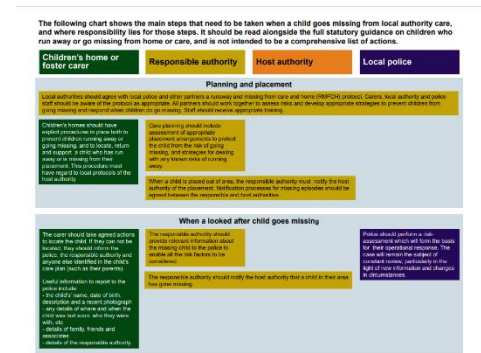 The following chart shows the main steps that need to be taken when a child goes missing from local authority care,
and where responsibility lies for those steps. It should be read alongside the full statutory guidance on children who
run away or go missing from home or care, and is not intended to be a comprehensive list of actions.
Children's home or
foster carer
Responsible authority
Host authority
Local police
Planning and placement
Local authorities should agree with local police and other partners a runaway and missing from care and home (RMFCH) protocol. Carers, local authority and police
staff should be aware of the protocol as appropriate. All partners should work together to assess risks and develop appropriate strategies to prevent children from
going missing and respond when children do go missing. Staff should receive appropriate training.
Children's homes should have
explicit procedures in place both to
prevent children running away or
going missing, and to locate, return
and support a child who has run
away or is missing from their
placement. This procedure must
have regard to local protocols of the
host authority.
Care planning should include
assessment of appropriate
placement arrangements to protect
the child from the risk of going
missing, and strategies for dealing
with any known risks of running
away.
When a child is placed out of area, the responsible authority must notify the host
authority of the placement. Notification processes for missing episodes should be
agreed between the responsible and host authorities.
When a looked after child goes missing
The carer should take agreed actions
to locate the child. If they can not be
located, they should inform the
police, the responsible authority and
anyone else identified in the child's
care plan (such as their parents)
Useful information to report to the
police include:
- the child's name, date of birth,
description and a recent photograph
- any details of where and when the
child was last seen, who they were
with, etc
- details of family, friends and
associates
- details of the responsible authority
The responsible authority should
provide relevant information about
the missing child to the police to
enable all the risk factors to be
considered.
The responsible authority should notify the host authority that a child in their area
has gone missing.
Police should perform a risk-
assessment which will form the basis
for their operational response. The
case will remain the subject of
constant review, particularly in the
light of new information and changes
in circumstances